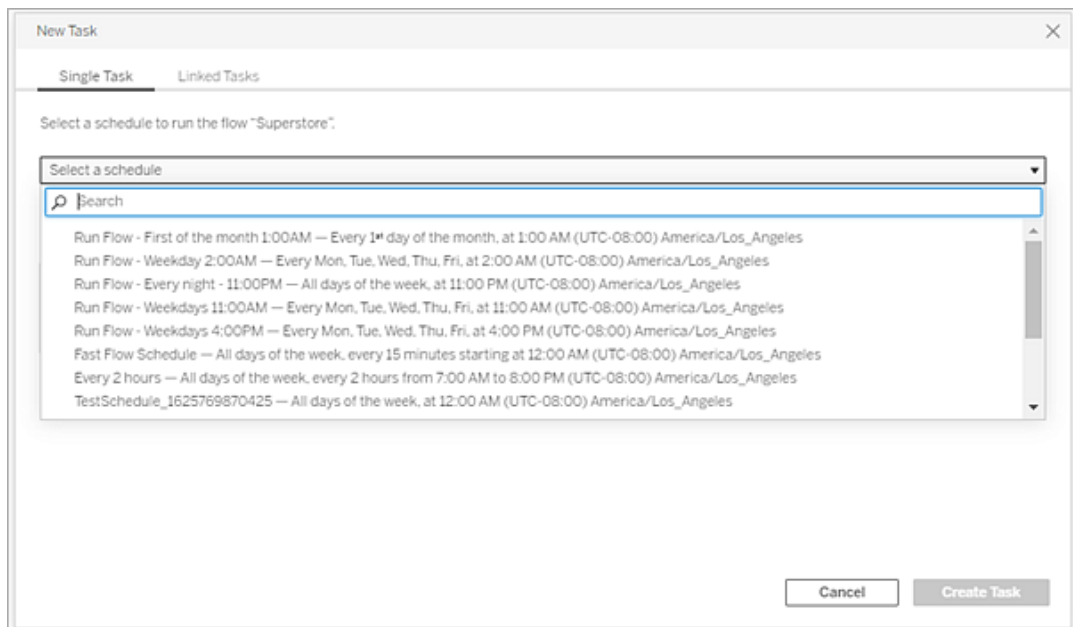 New Task
Single Task Linked Tasks
Select a schedule to run the flow "Superstore".
Select a schedule
Search
Run Flow - First of the month 1:00AM — Every 1st day of the month, at 1:00 AM (UTC-08:00) America/Los_Angeles
Run Flow - Weekday 2:00AM — Every Mon, Tue, Wed, Thu, Fri, at 2:00 AM (UTC-08:00) America/Los_Angeles
Run Flow - Every night - 11:00PM — All days of the week, at 11:00 PM (UTC-08:00) America/Los_Angeles
Run Flow - Weekdays 11:00AM — Every Mon, Tue, Wed, Thu, Fri, at 11:00 AM (UTC-08:00) America/Los_Angeles
Run Flow - Weekdays 4:00PM — Every Mon, Tue, Wed, Thu, Fri, at 4:00 PM (UTC-08:00) America/Los_Angeles
Fast Flow Schedule — All days of the week, every 15 minutes starting at 12:00 AM (UTC-08:00) America/Los_Angeles
Every 2 hours — All days of the week, every 2 hours from 7:00 AM to 8:00 PM (UTC-08:00) America/Los_Angeles
TestSchedule_1625769870425 — All days of the week, at 12:00 AM (UTC-08:00) America/Los_Angeles
Cancel Create Task